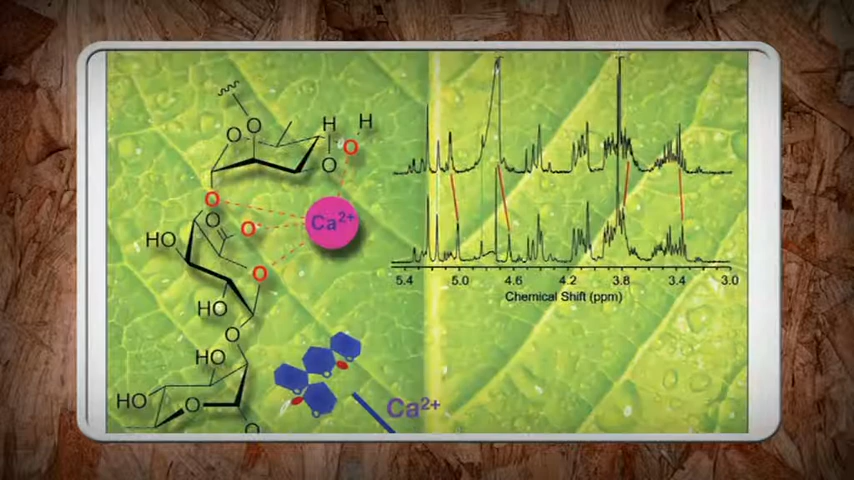 H
H
O
O
O
O
O
Ca²⁺
O
O
HO
O
HO
O
HO
HO
O
O
Ca²⁺
5.4 5.0 4.6 4.2 3.8 3.4 3.0
Chemical Shift (ppm)